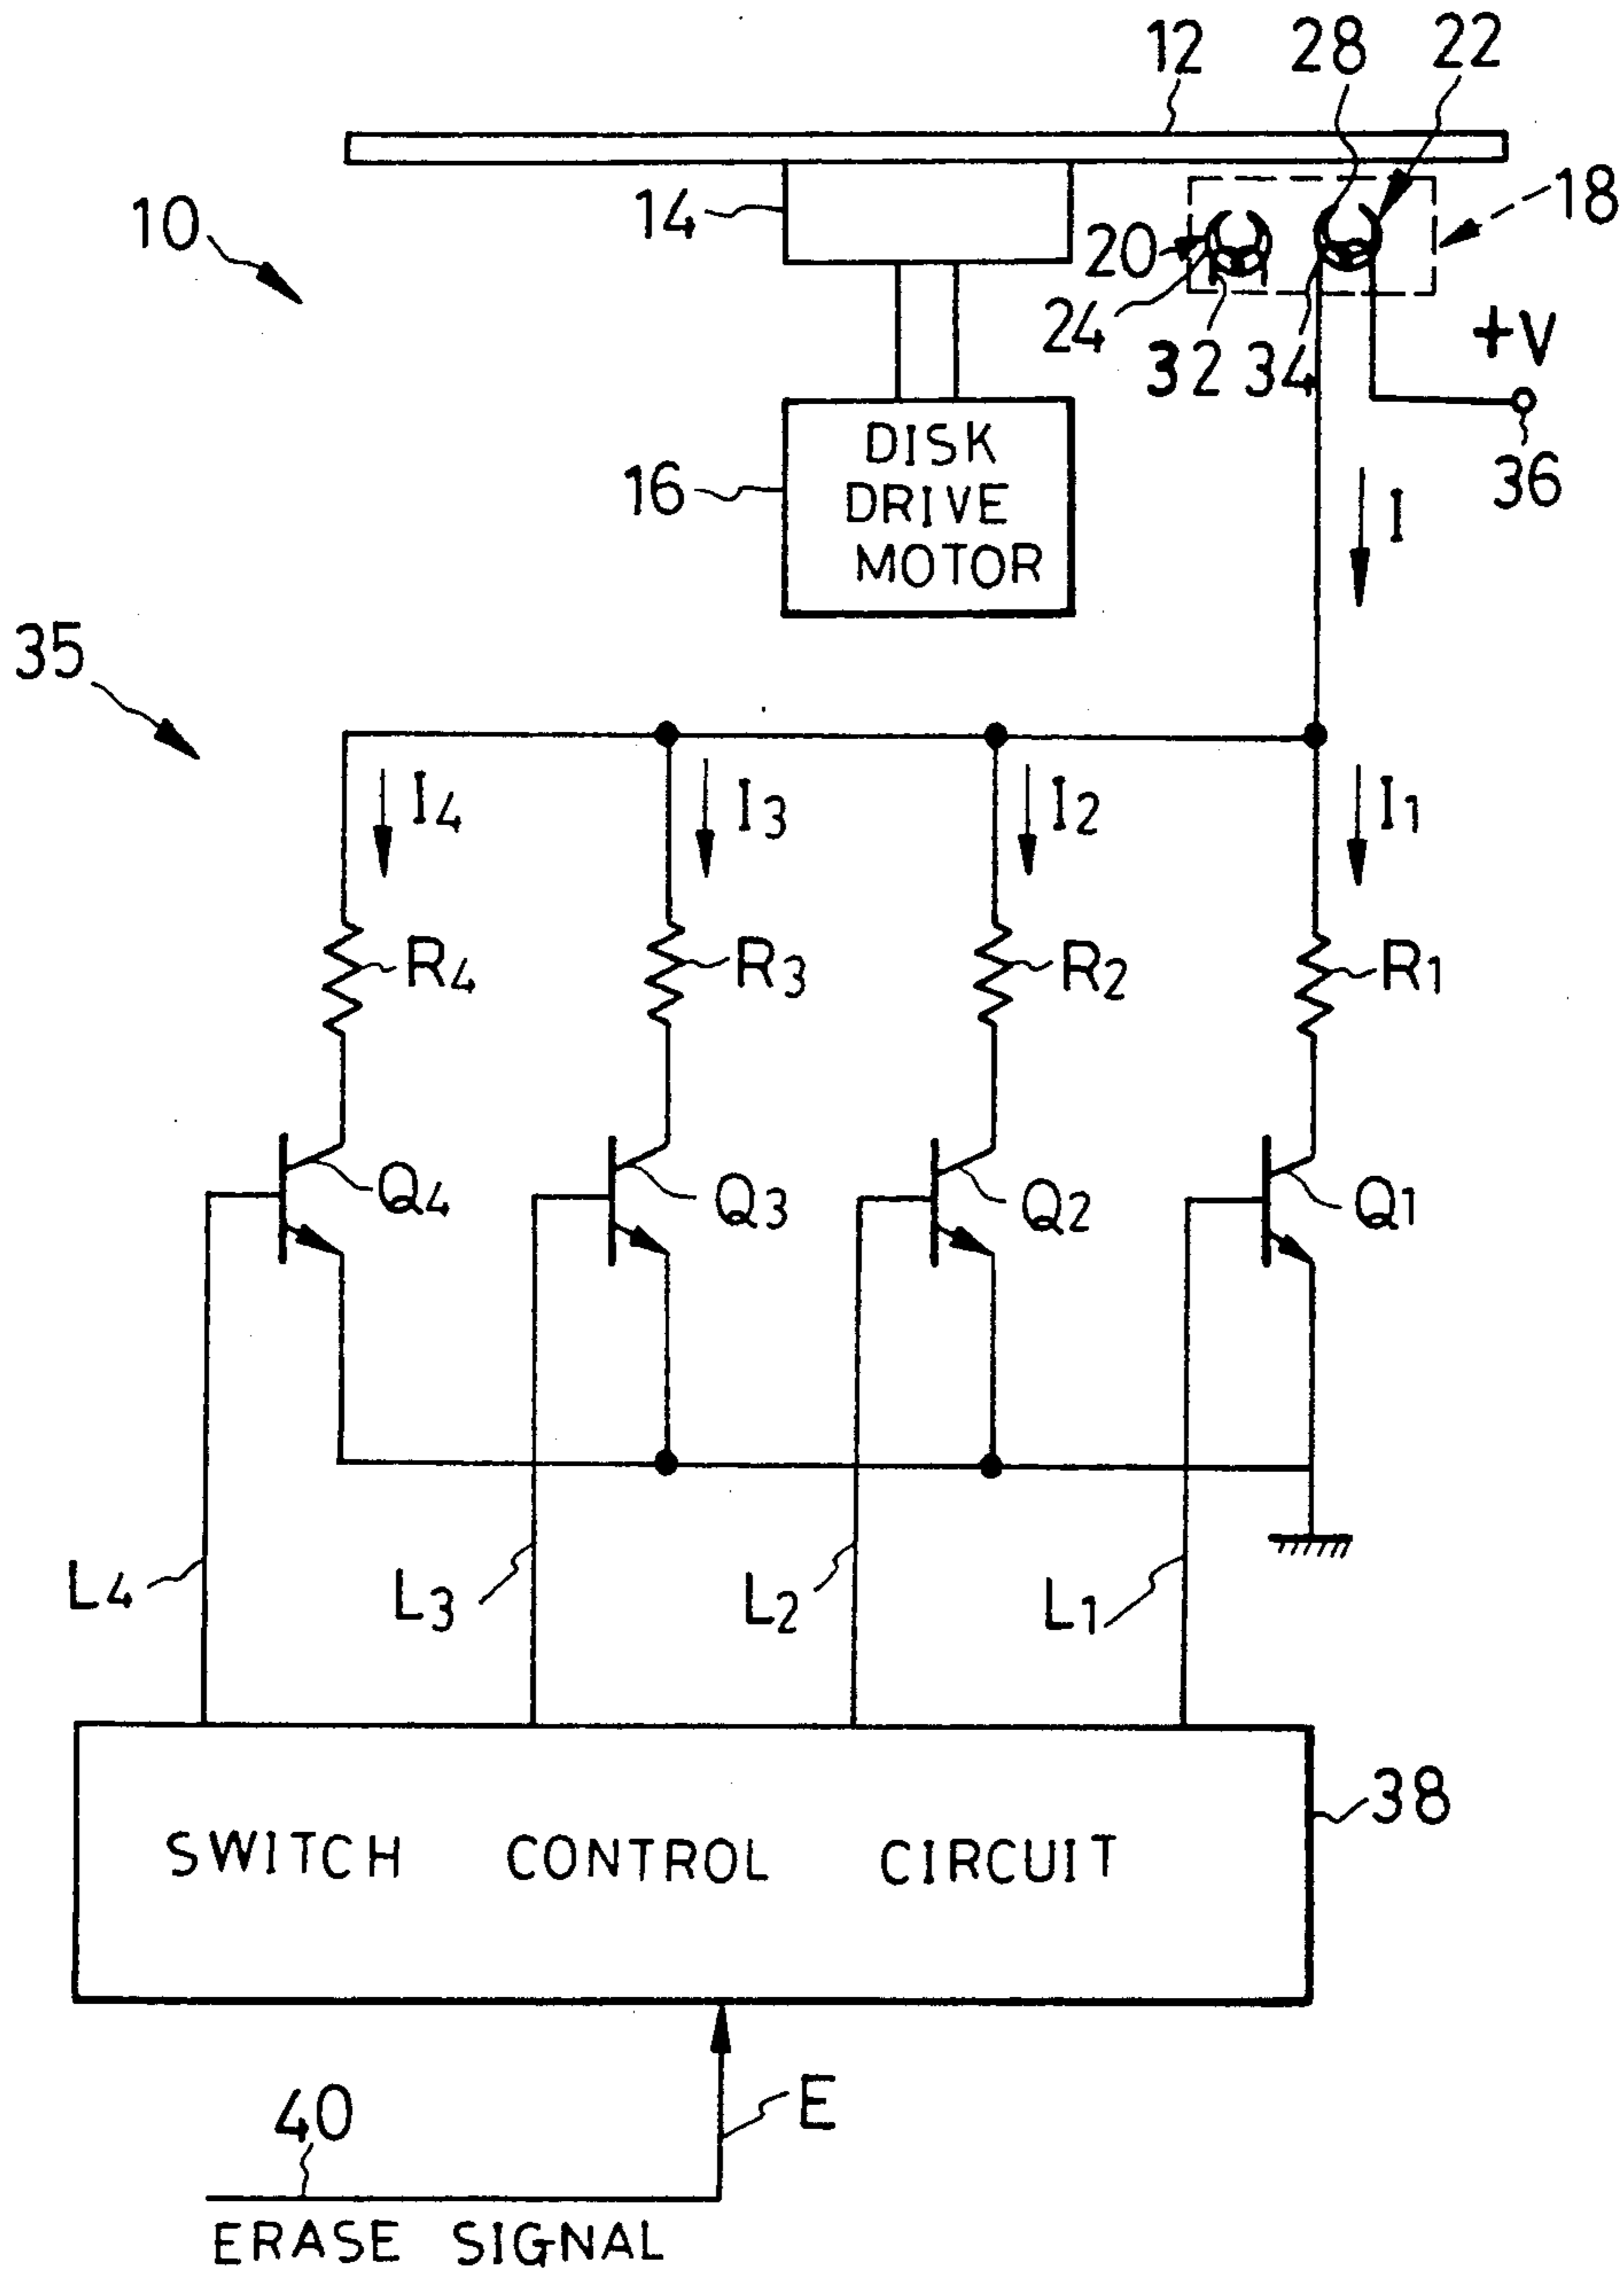 12 28 22
10 14 20 18
24 32 34 +V
16 DISK
DRIVE
MOTOR
36
I
35
I4 I3 I2 I1
R4 R3 R2 R1
Q4 Q3 Q2 Q1
L4 L3 L2 L1
38
SWITCH CONTROL CIRCUIT
40 E
ERASE SIGNAL